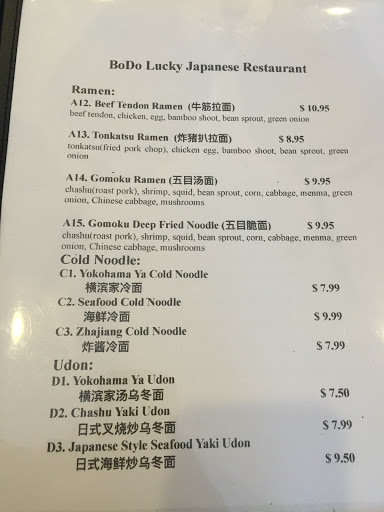 BoDo Lucky Japanese Restaurant
Ramen:
A12. Beef Tendon Ramen (牛筋拉面) $ 10.95
beef tendon, chicken, egg, bamboo shoot, bean sprout, green onion
A13. Tonkatsu Ramen (炸猪扒拉面) $ 8.95
tonkatsu(fried pork chop), chicken egg, bamboo shoot, bean sprout, green
onion
A14. Gomoku Ramen (五目汤面) $ 9.95
chashu(roast pork), shrimp, squid, bean sprout, corn, cabbage, menma, green
onion, Chinese cabbage, mushrooms
A15. Gomoku Deep Fried Noodle (五目脆面) $ 9.95
chashu(roast pork), shrimp, squid, bean sprout, corn, cabbage, menma, green
onion, Chinese cabbage, mushrooms
Cold Noodle:
C1. Yokohama Ya Cold Noodle
横滨家冷面 $ 7.99
C2. Seafood Cold Noodle
海鲜冷面 $ 9.99
C3. Zhajiang Cold Noodle
炸酱冷面 $ 7.99
Udon:
D1. Yokohama Ya Udon
横滨家汤乌冬面 $ 7.50
D2. Chashu Yaki Udon
日式叉烧炒乌冬面 $ 7.99
D3. Japanese Style Seafood Yaki Udon
日式海鲜炒乌冬面 $ 9.50